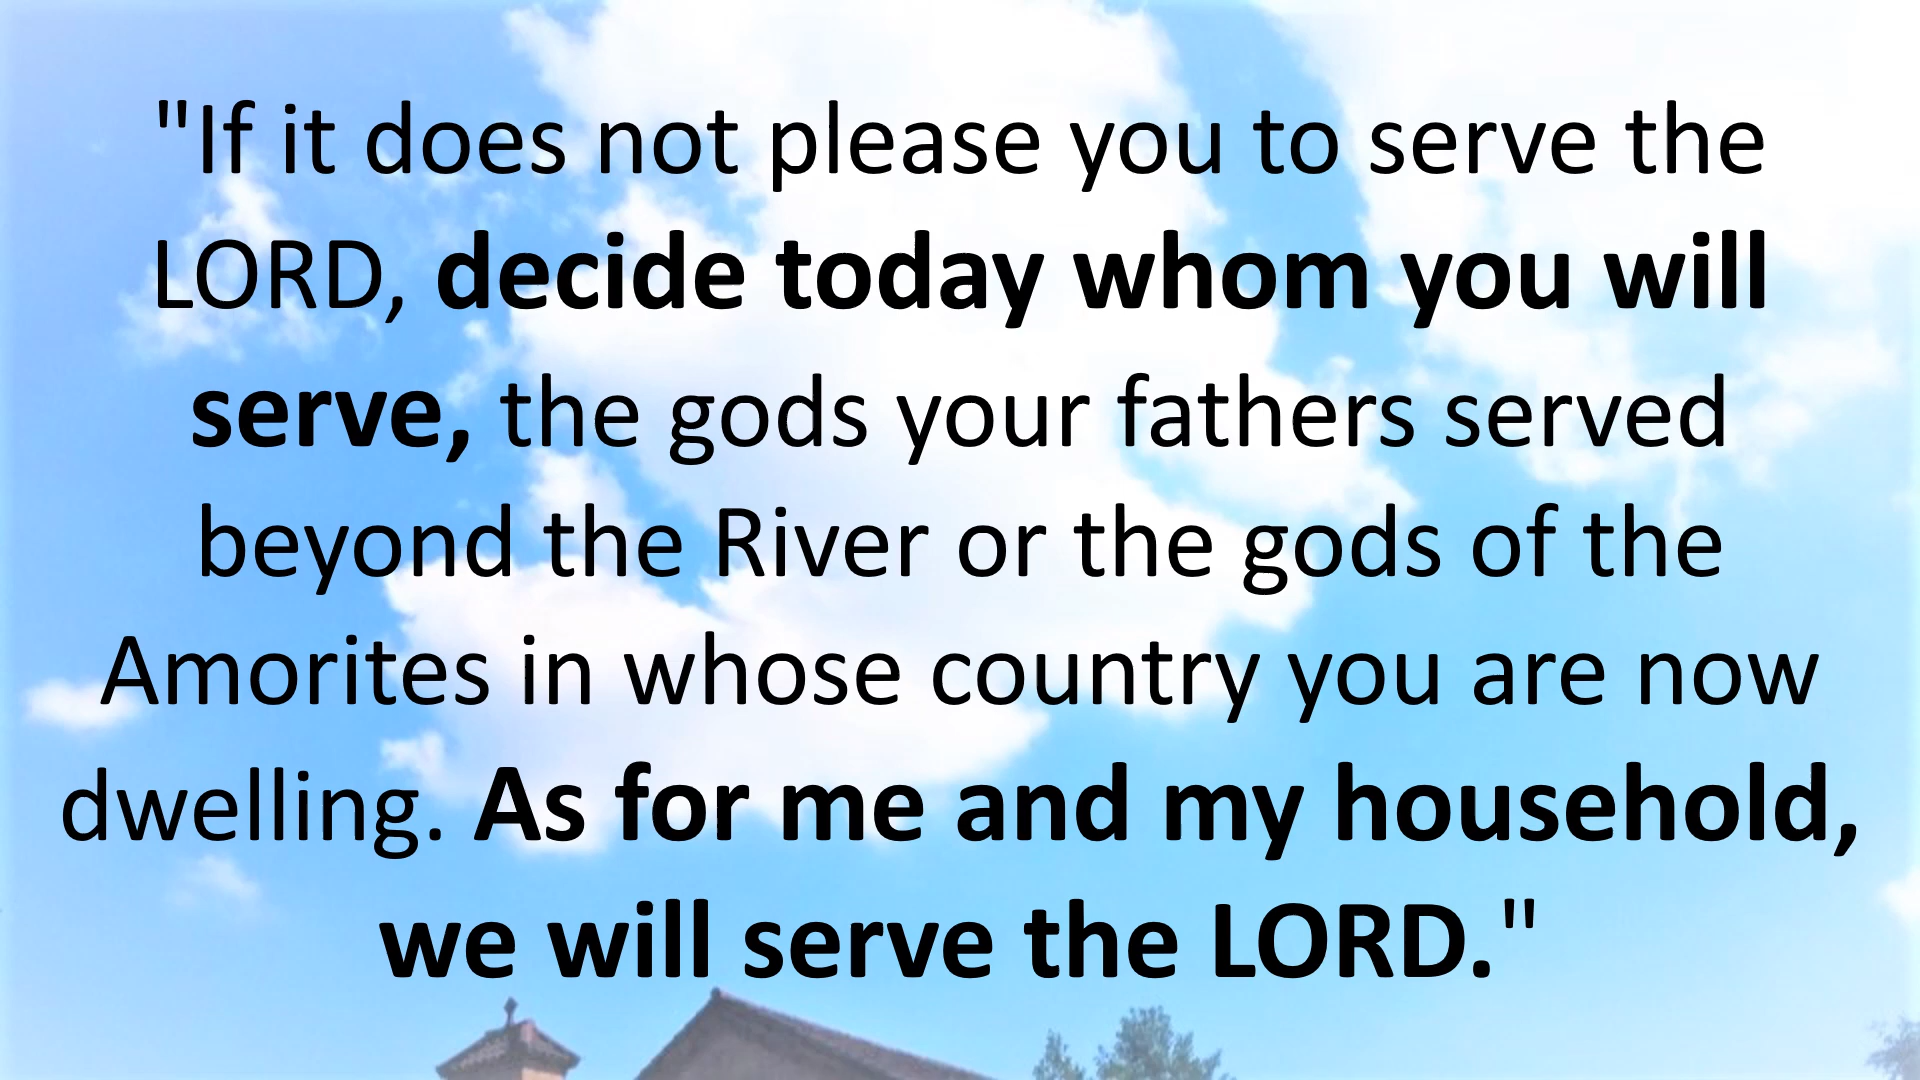 "If it does not please you to serve the
LORD, decide today whom you will
serve, the gods your fathers served
beyond the River or the gods of the
Amorites in whose country you are now
dwelling. As for me and my household,
we will serve the LORD."